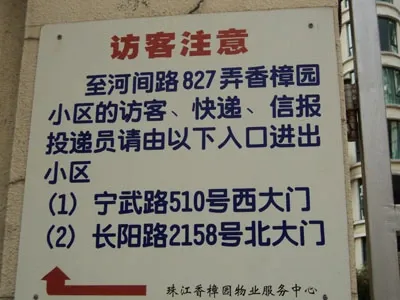 访客注意
至河间路827弄香樟园
小区的访客、快递、信报
投递员请由以下入口进出
小区
(1) 宁武路510号西大门
(2) 长阳路2158号北大门
珠江香樟园物业服务中心